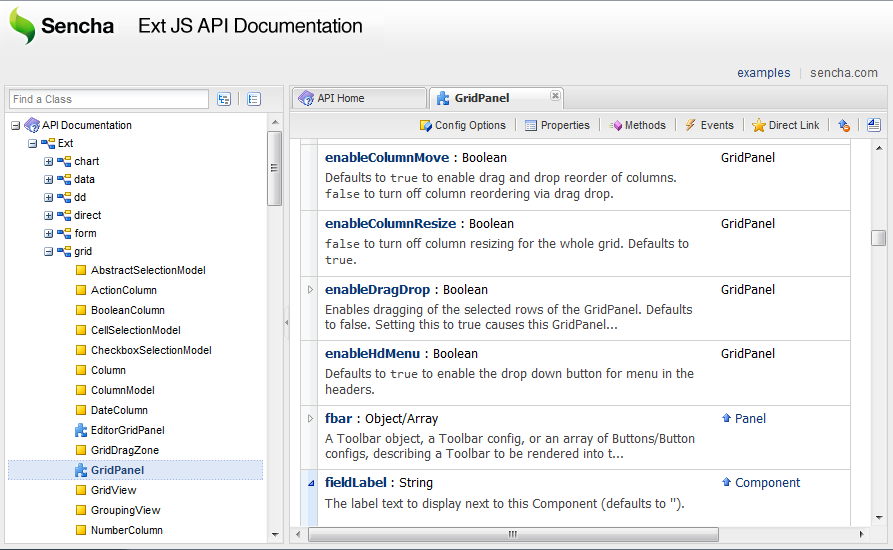 Sencha Ext JS API Documentation
examples | sencha.com
Find a Class
API Documentation
Ext
chart
data
dd
direct
form
grid
AbstractSelectionModel
ActionColumn
BooleanColumn
CellSelectionModel
CheckboxSelectionModel
Column
ColumnModel
DateColumn
EditorGridPanel
GridDragZone
GridPanel
GridView
GroupingView
NumberColumn
API Home GridPanel
Config Options Properties Methods Events Direct Link
enableColumnMove : Boolean GridPanel
Defaults to true to enable drag and drop reorder of columns.
false to turn off column reordering via drag drop.
enableColumnResize : Boolean GridPanel
false to turn off column resizing for the whole grid. Defaults to
true.
enableDragDrop : Boolean GridPanel
Enables dragging of the selected rows of the GridPanel. Defaults
to false. Setting this to true causes this GridPanel...
enableHdMenu : Boolean GridPanel
Defaults to true to enable the drop down button for menu in the
headers.
fbar : Object/Array Panel
A Toolbar object, a Toolbar config, or an array of Buttons/Button
configs, describing a Toolbar to be rendered into t...
fieldLabel : String Component
The label text to display next to this Component (defaults to '').